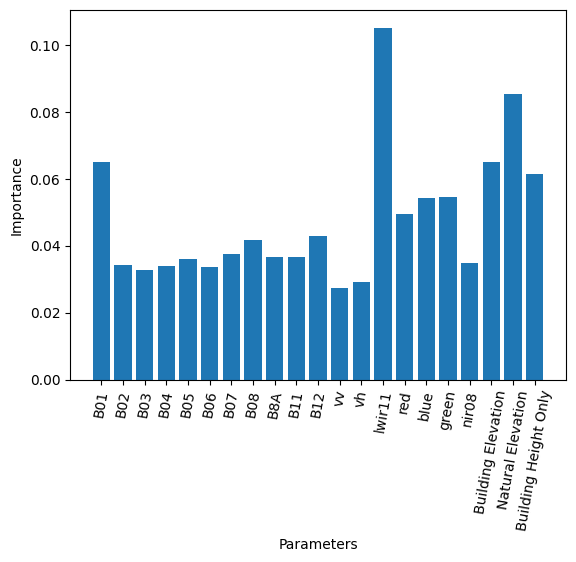 0.10
0.08
0.06
0.04
0.02
0.00
Importance
B01
B02
B03
B04
B05
B06
B07
B08
B8A
B11
B12
vv
vh
lwir11
red
blue
green
nir08
Building Elevation
Natural Elevation
Building Height Only
Parameters